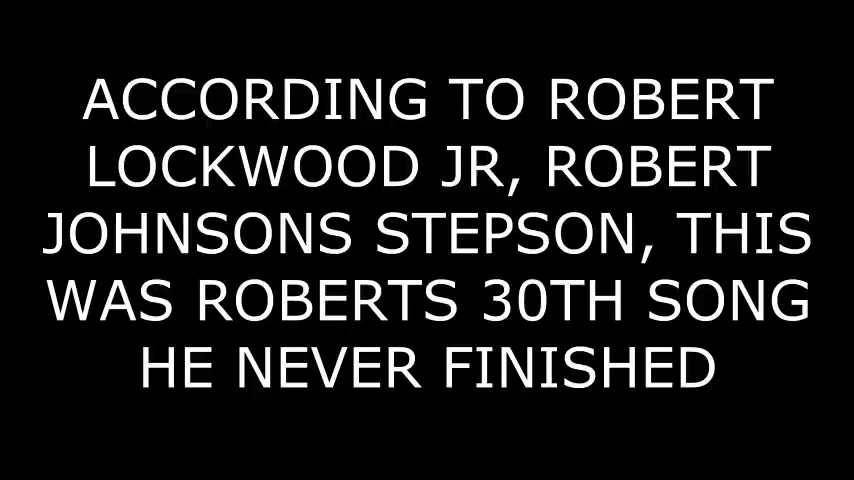 ACCORDING TO ROBERT
LOCKWOOD JR, ROBERT
JOHNSONS STEPSON, THIS
WAS ROBERTS 30TH SONG
HE NEVER FINISHED